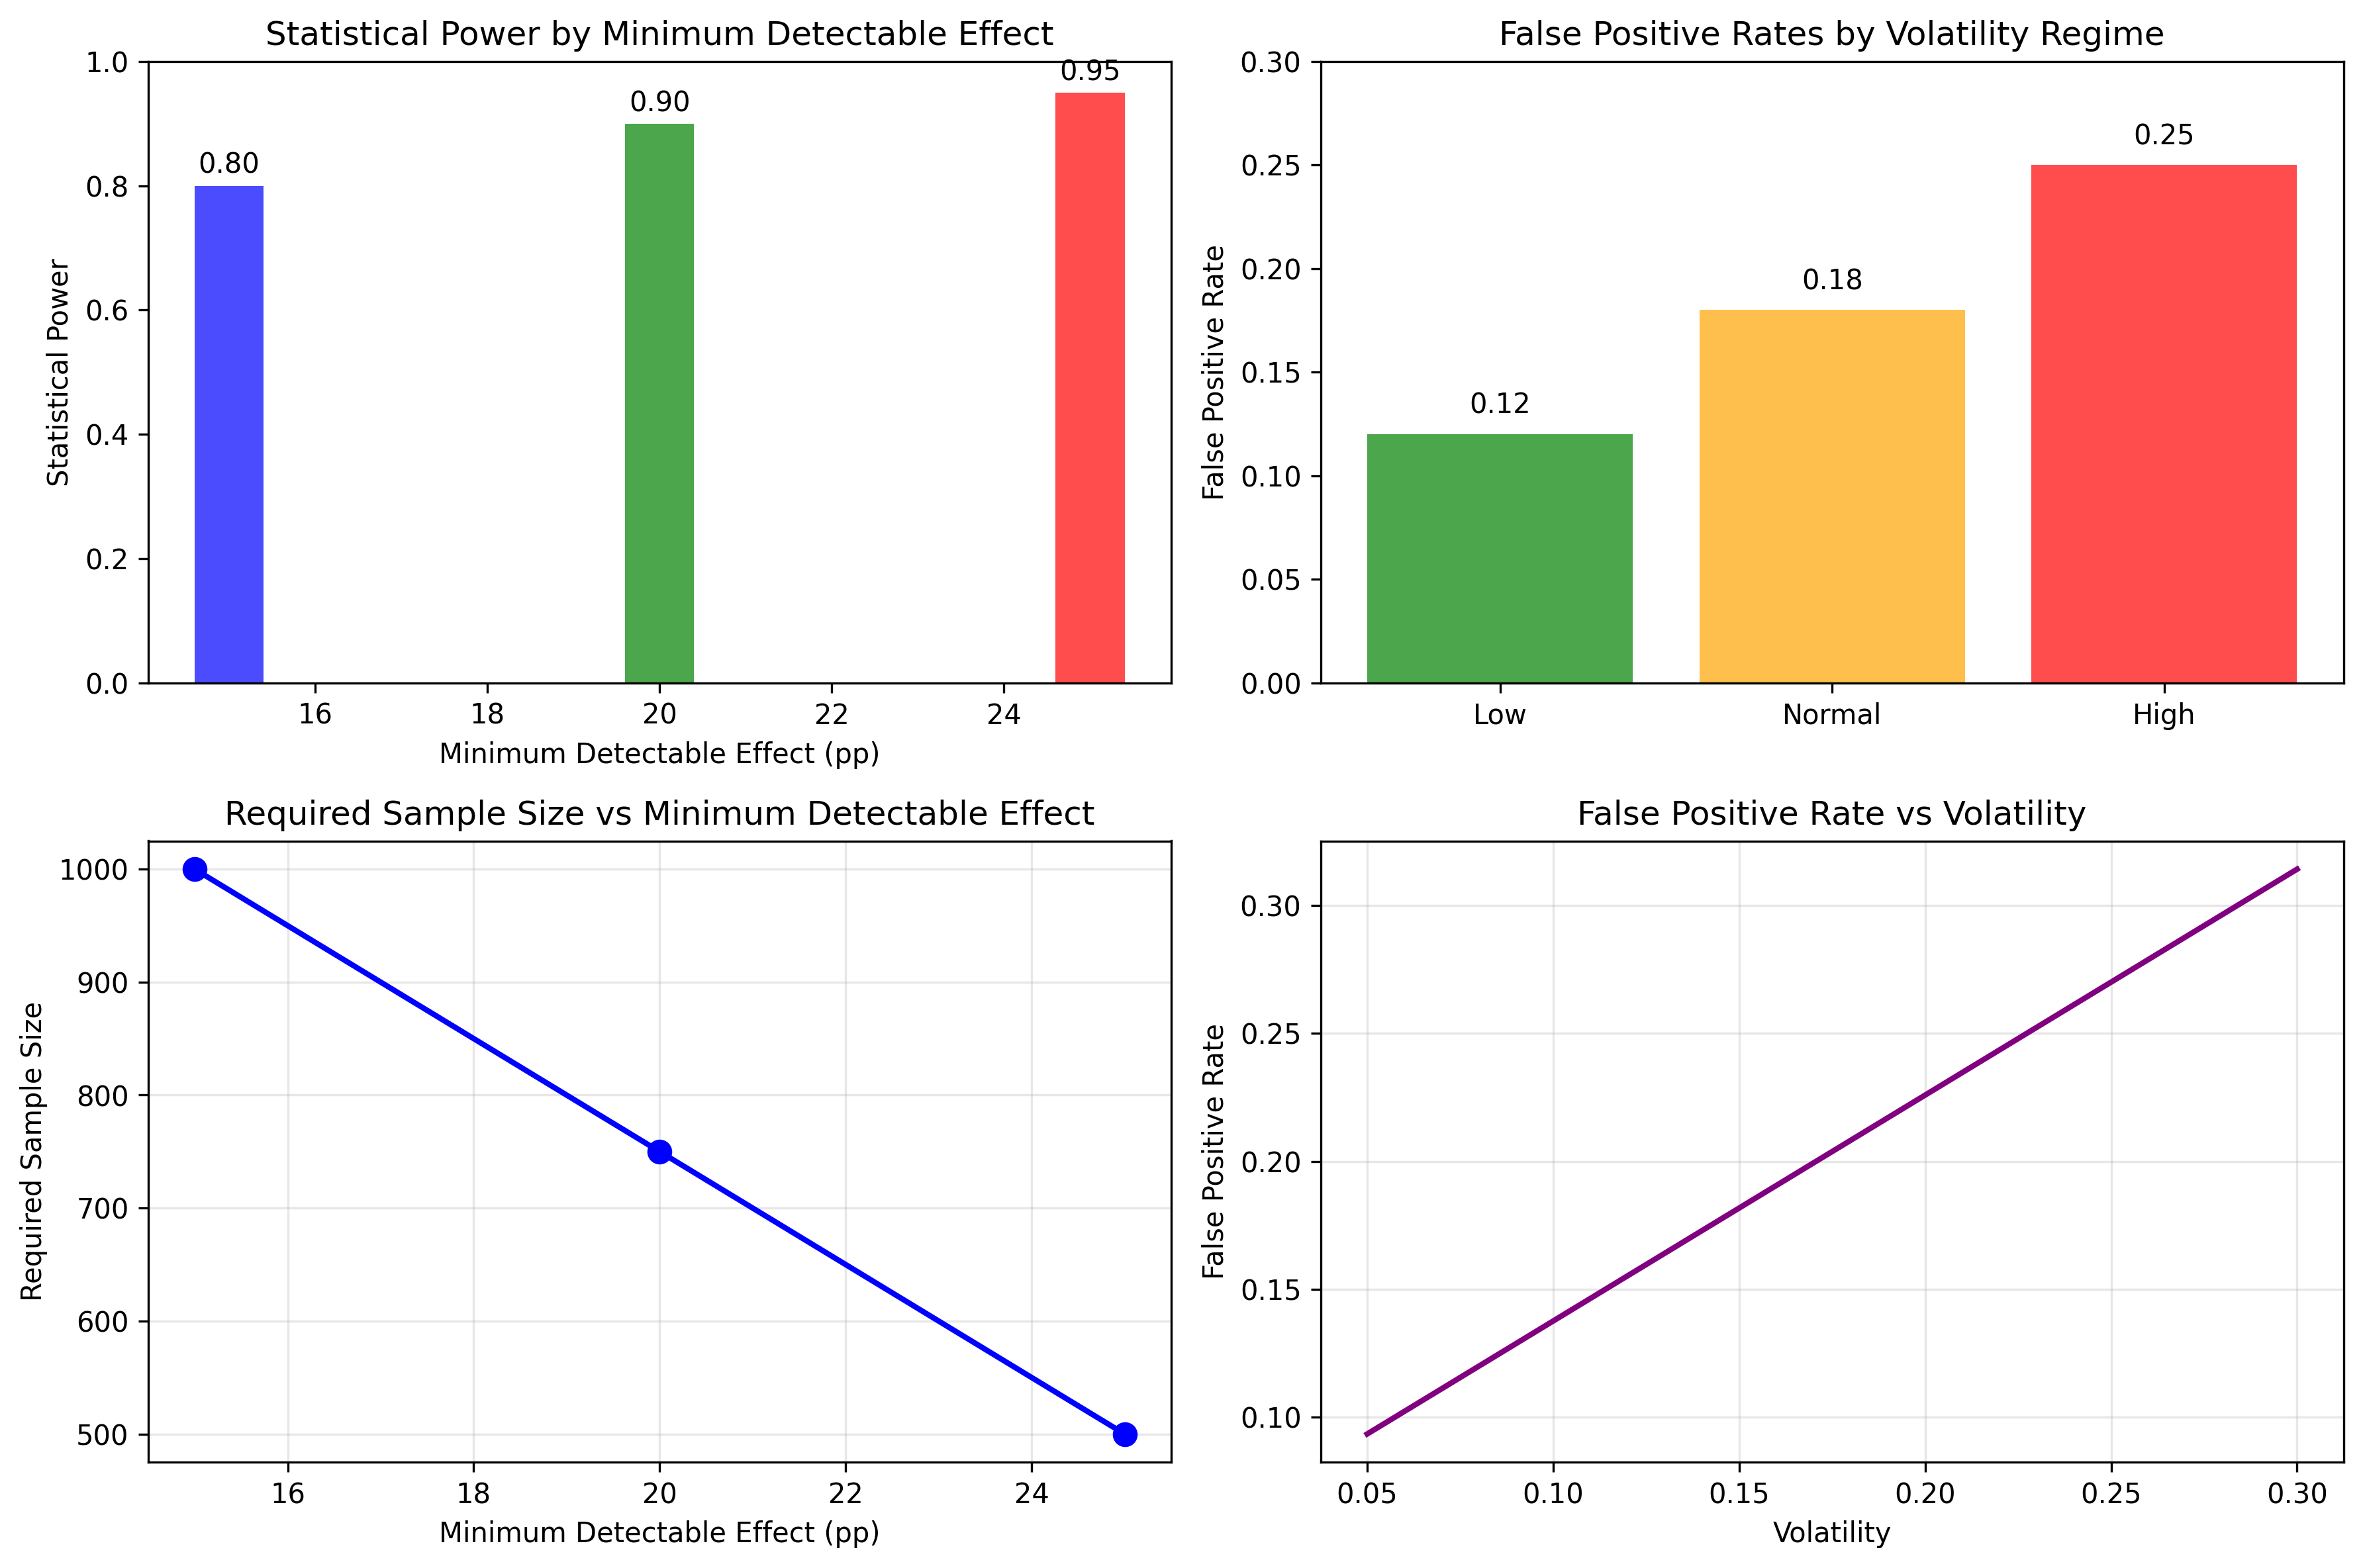 Statistical Power by Minimum Detectable Effect
1.0
0.8
0.6
0.4
0.2
0.0
Statistical Power
0.80
0.90
0.95
16 18 20 22 24
Minimum Detectable Effect (pp)
False Positive Rates by Volatility Regime
0.30
0.25
0.20
0.15
0.10
0.05
0.00
False Positive Rate
0.12
0.18
0.25
Low Normal High
Required Sample Size vs Minimum Detectable Effect
1000
900
800
700
600
500
Required Sample Size
16 18 20 22 24
Minimum Detectable Effect (pp)
False Positive Rate vs Volatility
0.30
0.25
0.20
0.15
0.10
False Positive Rate
0.05 0.10 0.15 0.20 0.25 0.30
Volatility